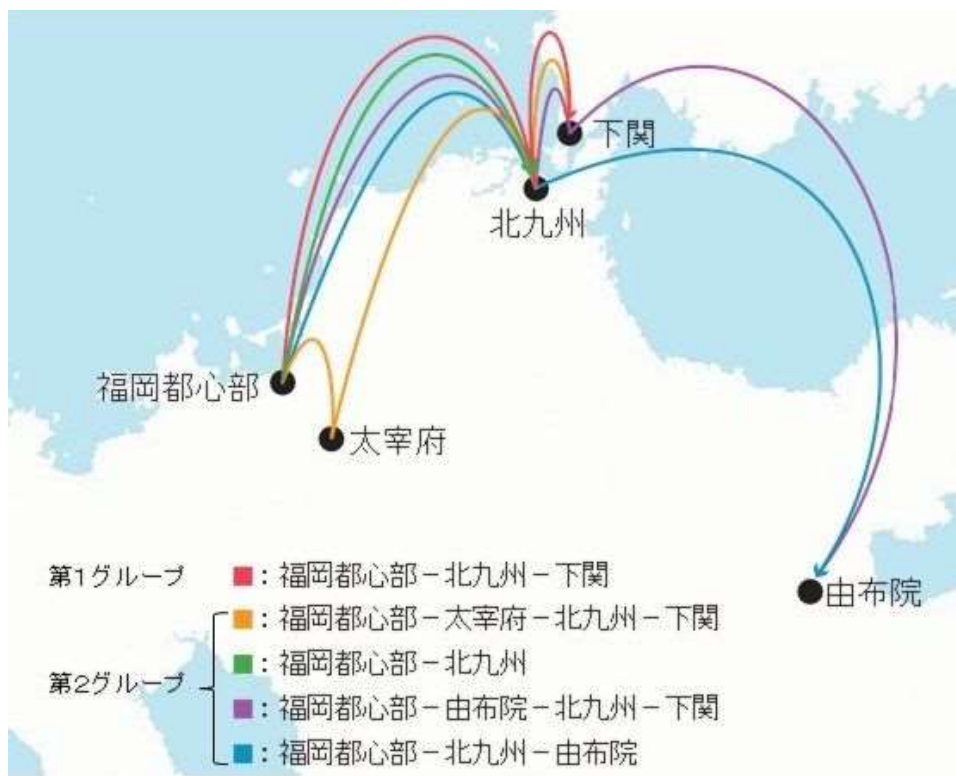 下関
北九州
福岡都心部
太宰府
由布院
第1グループ
■：福岡都心部－北九州－下関
第2グループ
■：福岡都心部－太宰府－北九州－下関
■：福岡都心部－北九州
■：福岡都心部－由布院－北九州－下関
■：福岡都心部－北九州－由布院